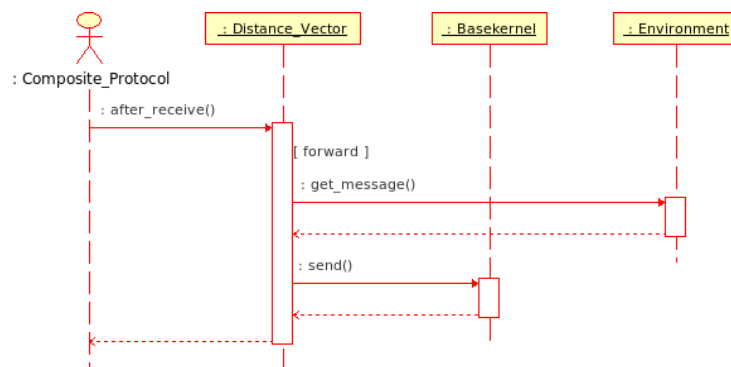 : Distance_Vector
: Basekernel
: Environment
: Composite_Protocol
: after_receive()
[ forward ]
: get_message()
: send()